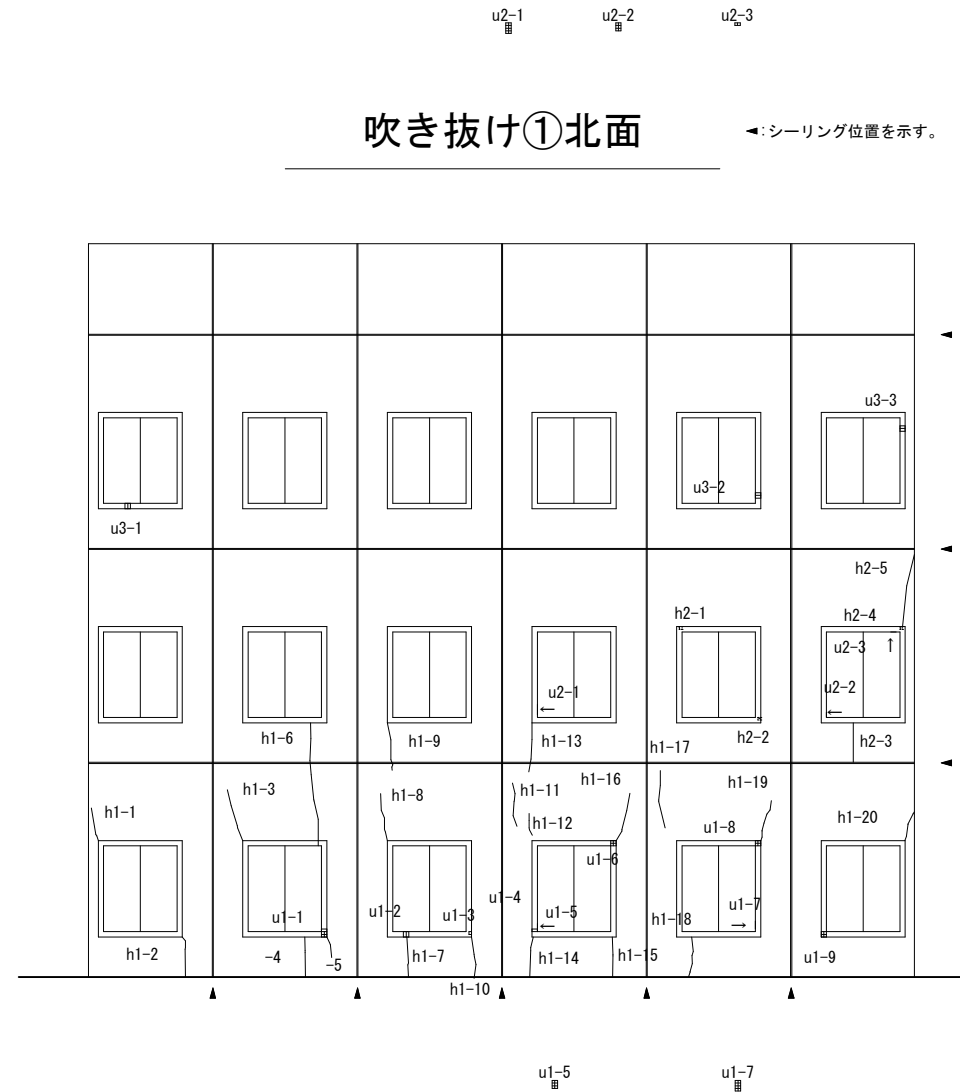 u2-1 u2-2 u2-3
吹き抜け①北面
◄:シーリング位置を示す。
u3-3
u3-2
u3-1
h2-5
h2-1 h2-4
u2-3 ↑
u2-1 u2-2
← ←
h1-6 h1-9 h1-13 h2-2 h2-3
h1-17
h1-3 h1-8 h1-11 h1-16 h1-19
h1-1 h1-12 u1-8 h1-20
u1-6
u1-4
u1-1 u1-2 u1-3 u1-5 h1-18 u1-7
← →
h1-2 -4 -5 h1-7 h1-14 h1-15 u1-9
h1-10
u1-5 u1-7